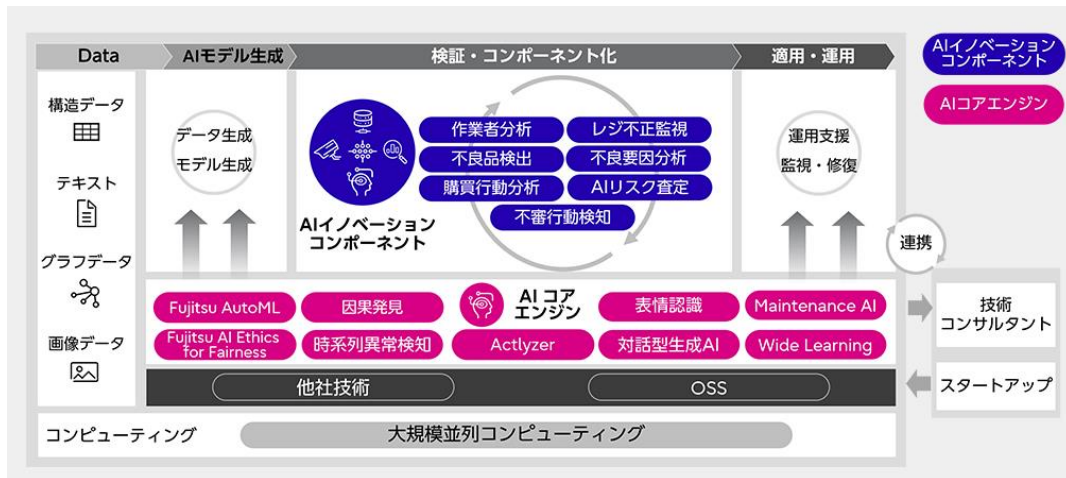 Data
AIモデル生成
検証・コンポーネント化
適用・運用
AIイノベーション
コンポーネント
AIコアエンジン
構造データ
テキスト
グラフデータ
画像データ
データ生成
モデル生成
AIイノベーション
コンポーネント
作業者分析
レジ不正監視
不良品検出
不良要因分析
購買行動分析
AIリスク査定
不審行動検知
運用支援
監視・修復
連携
Fujitsu AutoML
因果発見
AI コア
エンジン
表情認識
Maintenance AI
Fujitsu AI Ethics
for Fairness
時系列異常検知
Actlyzer
対話型生成AI
Wide Learning
他社技術
OSS
技術
コンサルタント
スタートアップ
コンピューティング
大規模並列コンピューティング